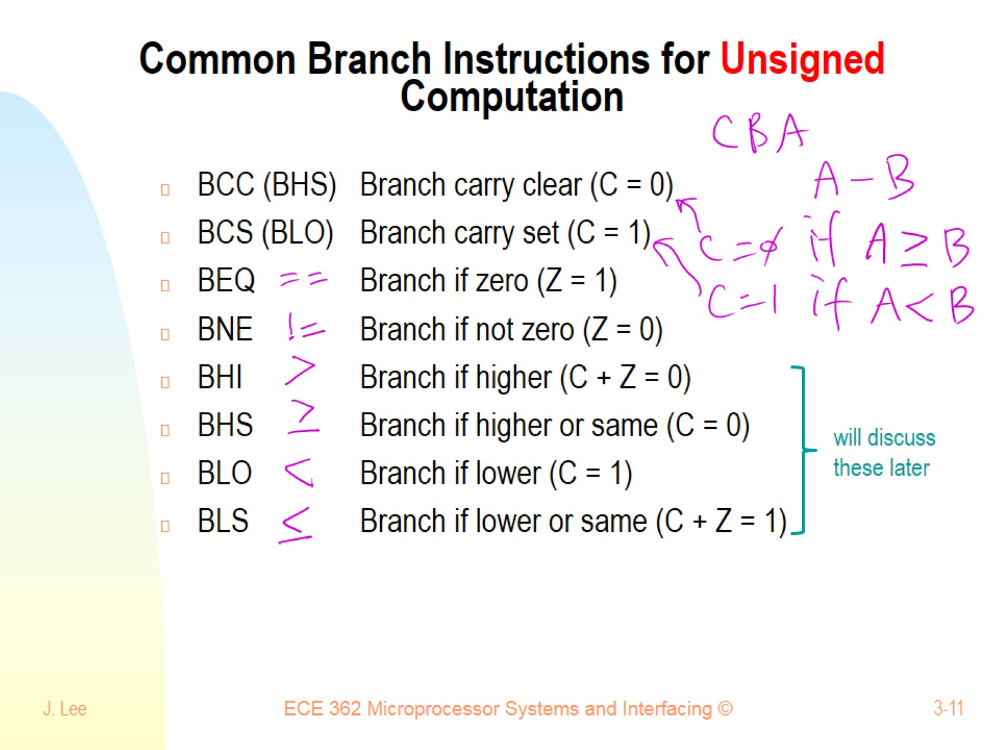 Common Branch Instructions for Unsigned
Computation
CBA
A - B
BCC (BHS) Branch carry clear (C = 0)
BCS (BLO) Branch carry set (C = 1)
C=0 if A ≥ B
BEQ == Branch if zero (Z = 1)
C=1 if A < B
BNE != Branch if not zero (Z = 0)
BHI > Branch if higher (C + Z = 0)
BHS ≥ Branch if higher or same (C = 0)
BLO < Branch if lower (C = 1)
BLS ≤ Branch if lower or same (C + Z = 1)
will discuss
these later
J. Lee ECE 362 Microprocessor Systems and Interfacing © 3-11